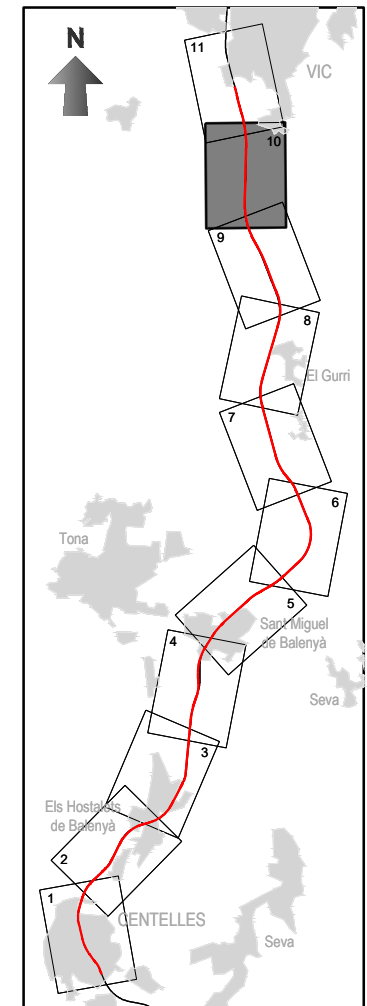 N
11
VIC
10
9
8
El Gurri
7
6
Tona
5
Sant Miguel
de Balenyà
4
Seva
3
Els Hostalets
de Balenyà
2
1
CENTELLES
Seva